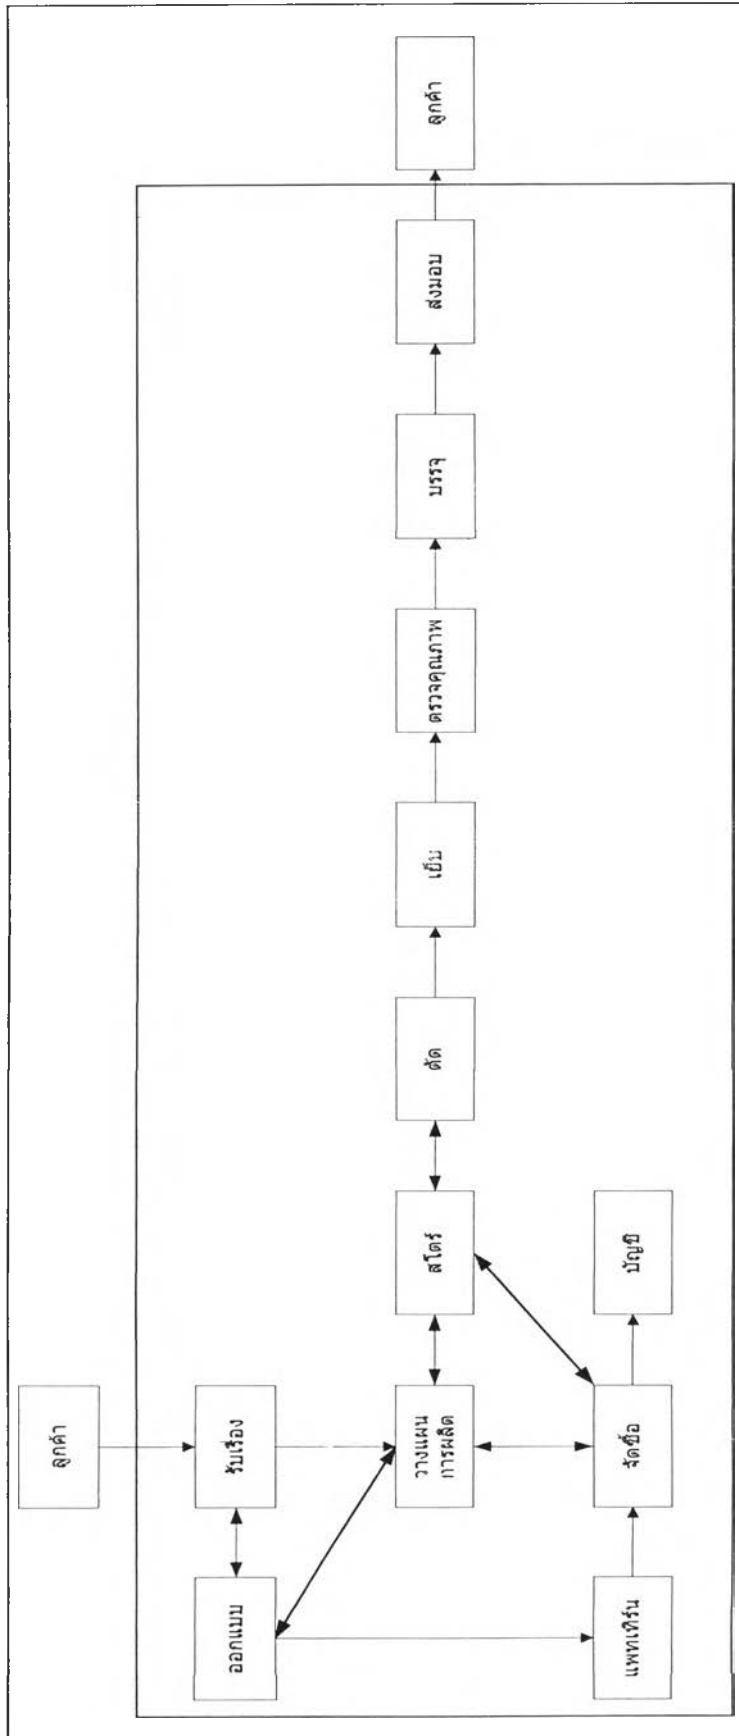 ลูกค้า
ออกแบบ
รับเรื่อง
วางแผน
การผลิต
สโตร์
ตัด
เย็บ
ตรวจคุณภาพ
บรรจุ
ส่งมอบ
ลูกค้า
แพทเทิร์น
จัดซื้อ
บัญชี